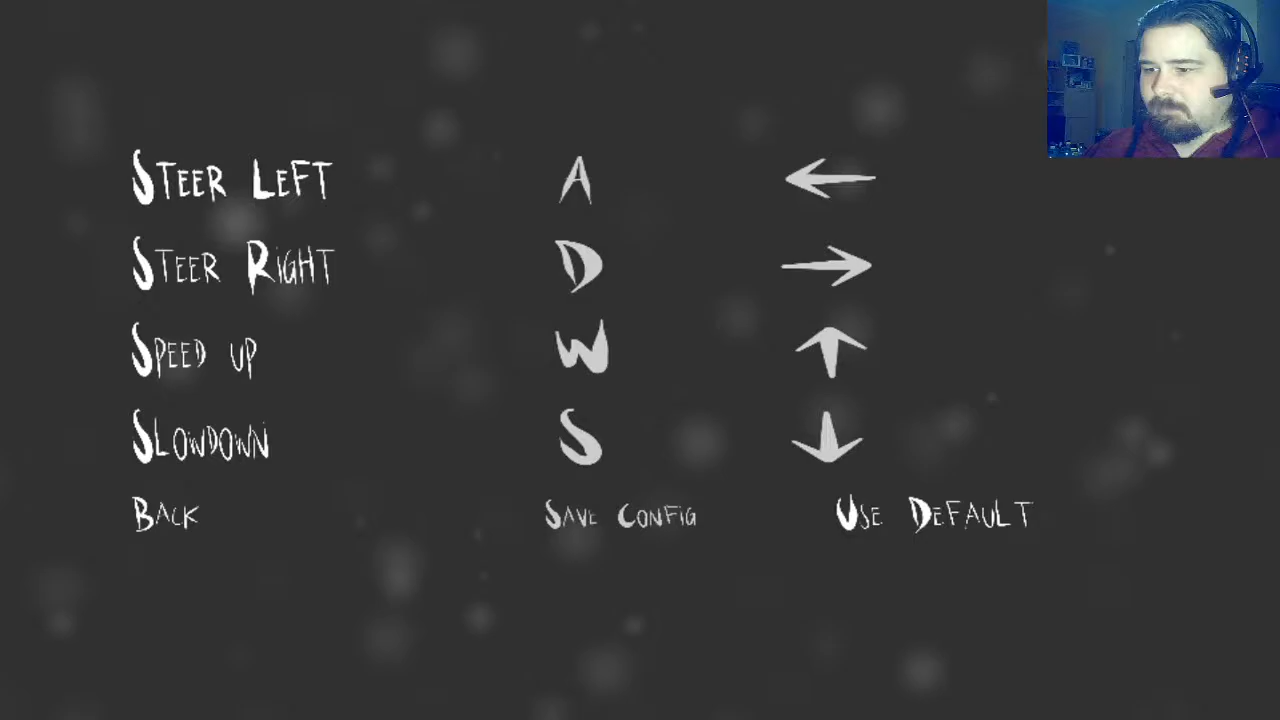 Steer Left A ←
Steer Right D →
Speed up W ↑
Slowdown S ↓
Back Save Config Use Default